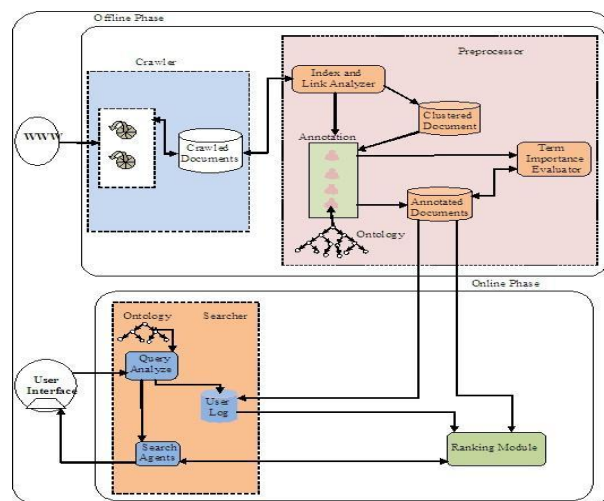 Offline Phase
Preprocessor
Crawler
Index and
Link Analyzer
WWW
Clustered
Document
Annotation
Crawled
Documents
Term
Importance
Evaluator
Annotated
Documents
Ontology
Online Phase
Ontology
Searcher
Query
Analyze
User
Interface
User
Log
Search
Agents
Ranking Module